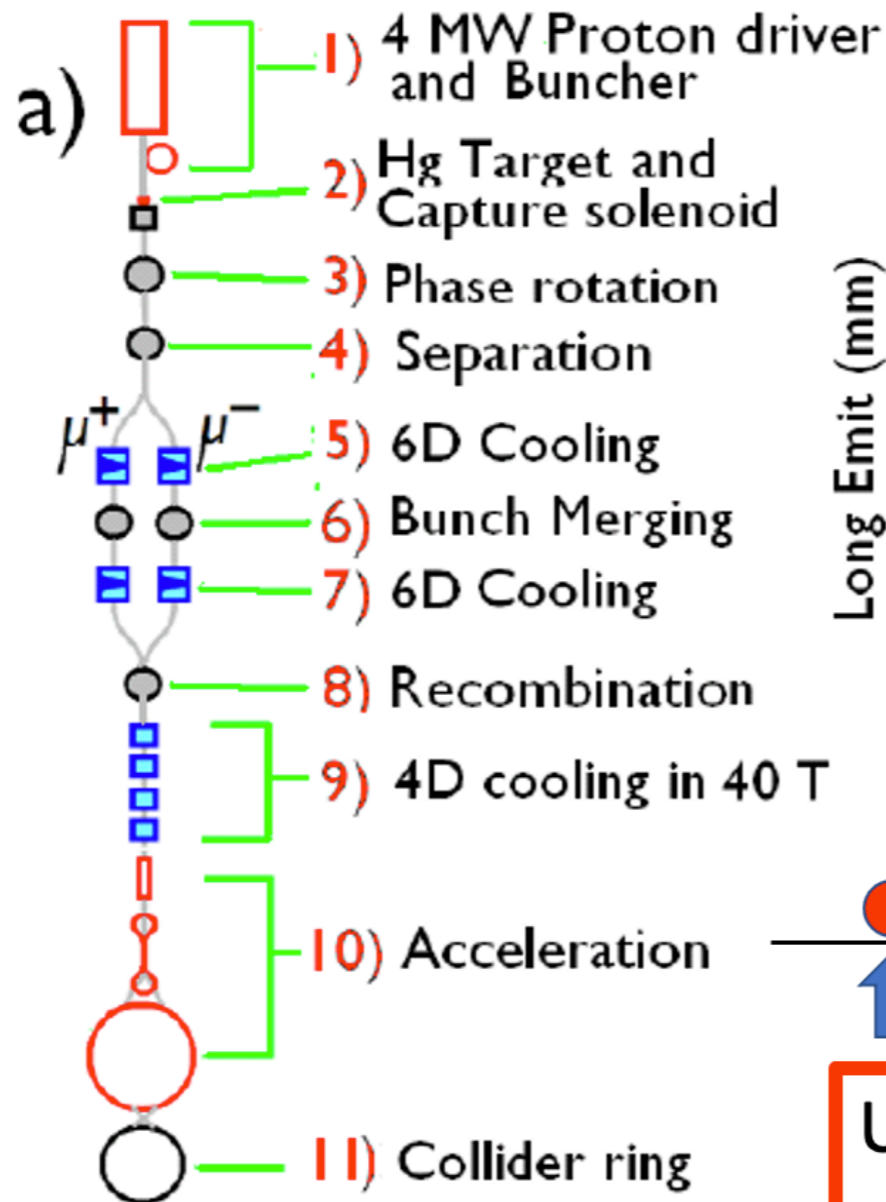 a)
1) 4 MW Proton driver
and Buncher
2) Hg Target and
Capture solenoid
3) Phase rotation
4) Separation
μ+ μ−
5) 6D Cooling
6) Bunch Merging
7) 6D Cooling
8) Recombination
9) 4D cooling in 40 T
10) Acceleration
11) Collider ring
Long Emit (mm)
U